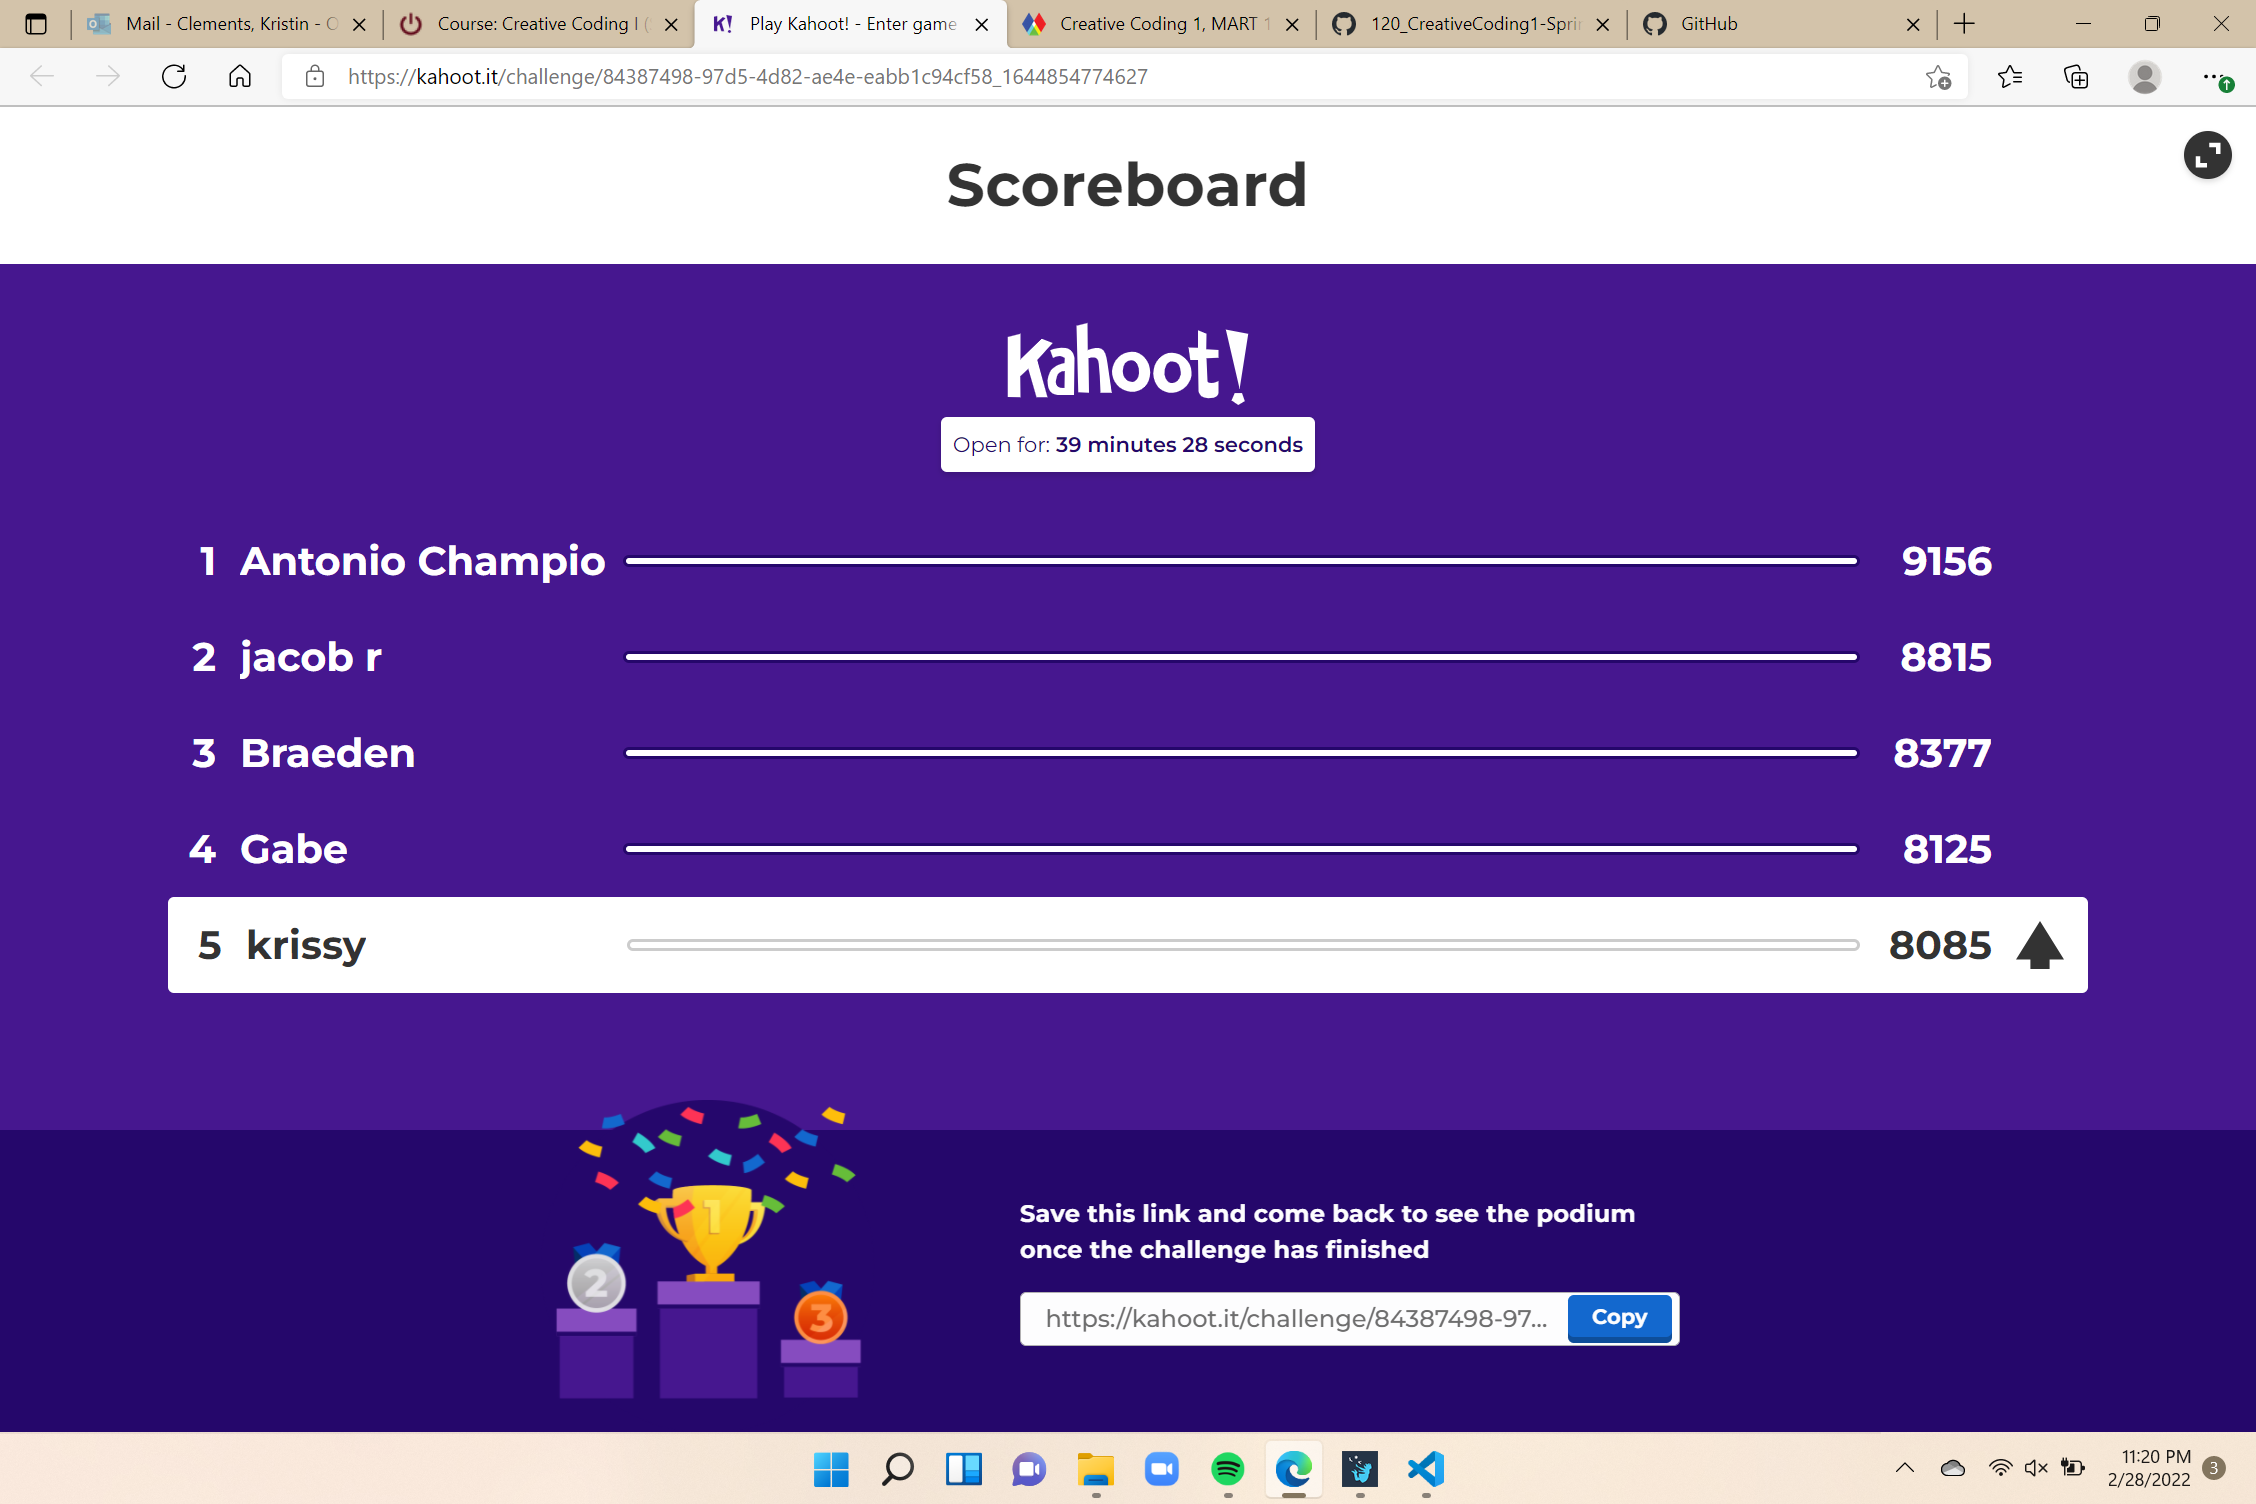 Mail - Clements, Kristin - O
Course: Creative Coding I (
K! Play Kahoot! - Enter game
Creative Coding 1, MART 1
120_CreativeCoding1-Spri
GitHub
https://kahoot.it/challenge/84387498-97d5-4d82-ae4e-eabb1c94cf58_1644854774627
Scoreboard
Kahoot!
Open for: 39 minutes 28 seconds
1 Antonio Champio 9156
2 jacob r 8815
3 Braeden 8377
4 Gabe 8125
5 krissy 8085
1
2
3
Save this link and come back to see the podium
once the challenge has finished
https://kahoot.it/challenge/84387498-97...
Copy
11:20 PM
2/28/2022
3